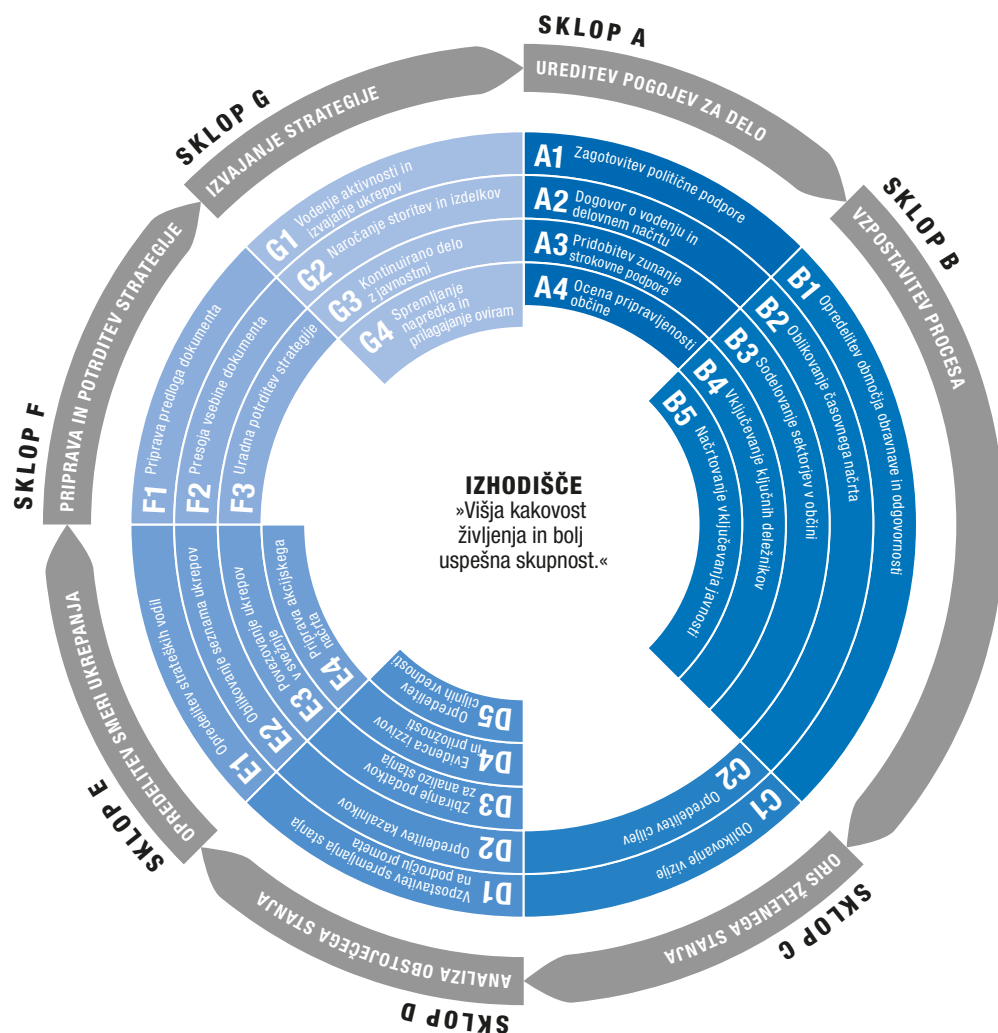 SKLOP A
UREDITEV POGOJEV ZA DELO
A1 Zagotovitev politične podpore
A2 Dogovor o vodenju in
delovnem načrtu
A3 Pridobitev zunanje
strokovne podpore
A4 Ocena pripravljenosti
občine
SKLOP B
VZPOSTAVITEV PROCESA
B1 Opredelitev območja obravnave in odgovornosti
B2 Oblikovanje časovnega načrta
B3 Sodelovanje sektorjev v občini
B4 Vključevanje ključnih deležnikov
B5 Načrtovanje vključevanja javnosti
SKLOP C
ORIS ŽELENEGA STANJA
C1 Oblikovanje vizije
C2 Opredelitev ciljev
SKLOP D
ANALIZA OBSTOJEČEGA STANJA
D1 Vzpostavitev spremljanja stanja
na področju prometa
D2 Opredelitev kazalnikov
D3 Zbiranje podatkov
za analizo stanja
D4 Evidenca izzivov
in priložnosti
D5 Opredelitev
ciljnih vrednosti
SKLOP E
OPREDELITEV SMERI UKREPANJA
E1 Opredelitev strateških vodil
E2 Oblikovanje seznama ukrepov
E3 Povezovanje ukrepov
v svežnje
E4 Priprava akcijskega
načrta
SKLOP F
PRIPRAVA IN POTRDITEV STRATEGIJE
F1 Priprava predloga dokumenta
F2 Presoja vsebine dokumenta
F3 Uradna potrditev strategije
SKLOP G
IZVAJANJE STRATEGIJE
G1 Vodenje aktivnosti in
izvajanje ukrepov
G2 Naročanje storitev in izdelkov
G3 Kontinuirano delo
z javnostmi
G4 Spremljanje
napredka in
prilagajanje oviram
IZHODIŠČE
»Višja kakovost
življenja in bolj
uspešna skupnost.«